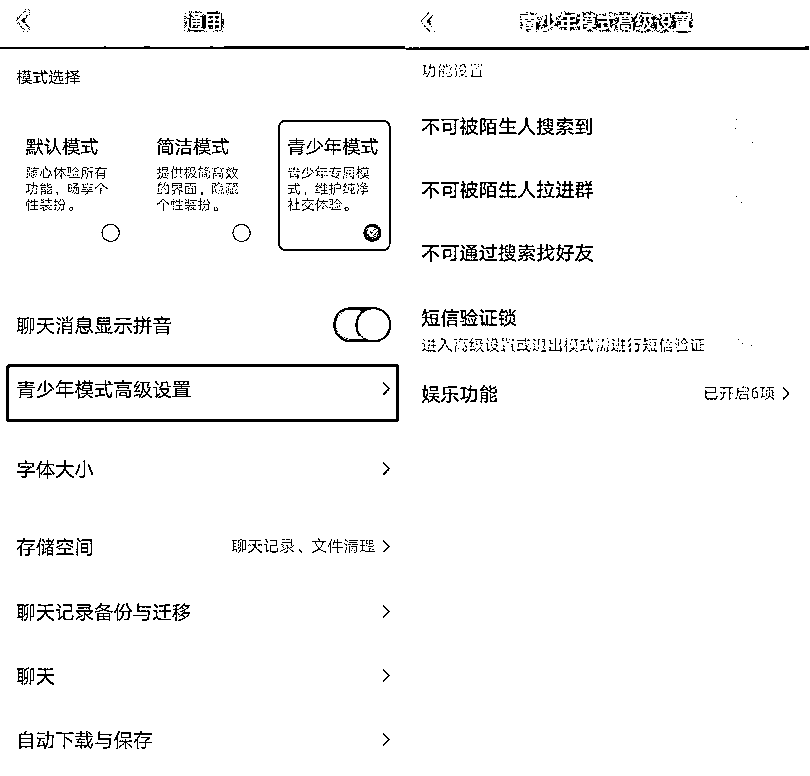 通用
模式选择
默认模式
随心体验所有
功能，畅享个
性装扮。
简洁模式
提供极简高效
的界面，隐藏
个性装扮。
青少年模式
青少年专属模
式，维护纯净
社交体验。
聊天消息显示拼音
青少年模式高级设置
字体大小
存储空间 聊天记录、文件清理
聊天记录备份与迁移
聊天
自动下载与保存
青少年模式高级设置
功能设置
不可被陌生人搜索到
不可被陌生人拉进群
不可通过搜索找好友
短信验证锁
进入高级设置或退出模式需进行短信验证
娱乐功能 已开启6项